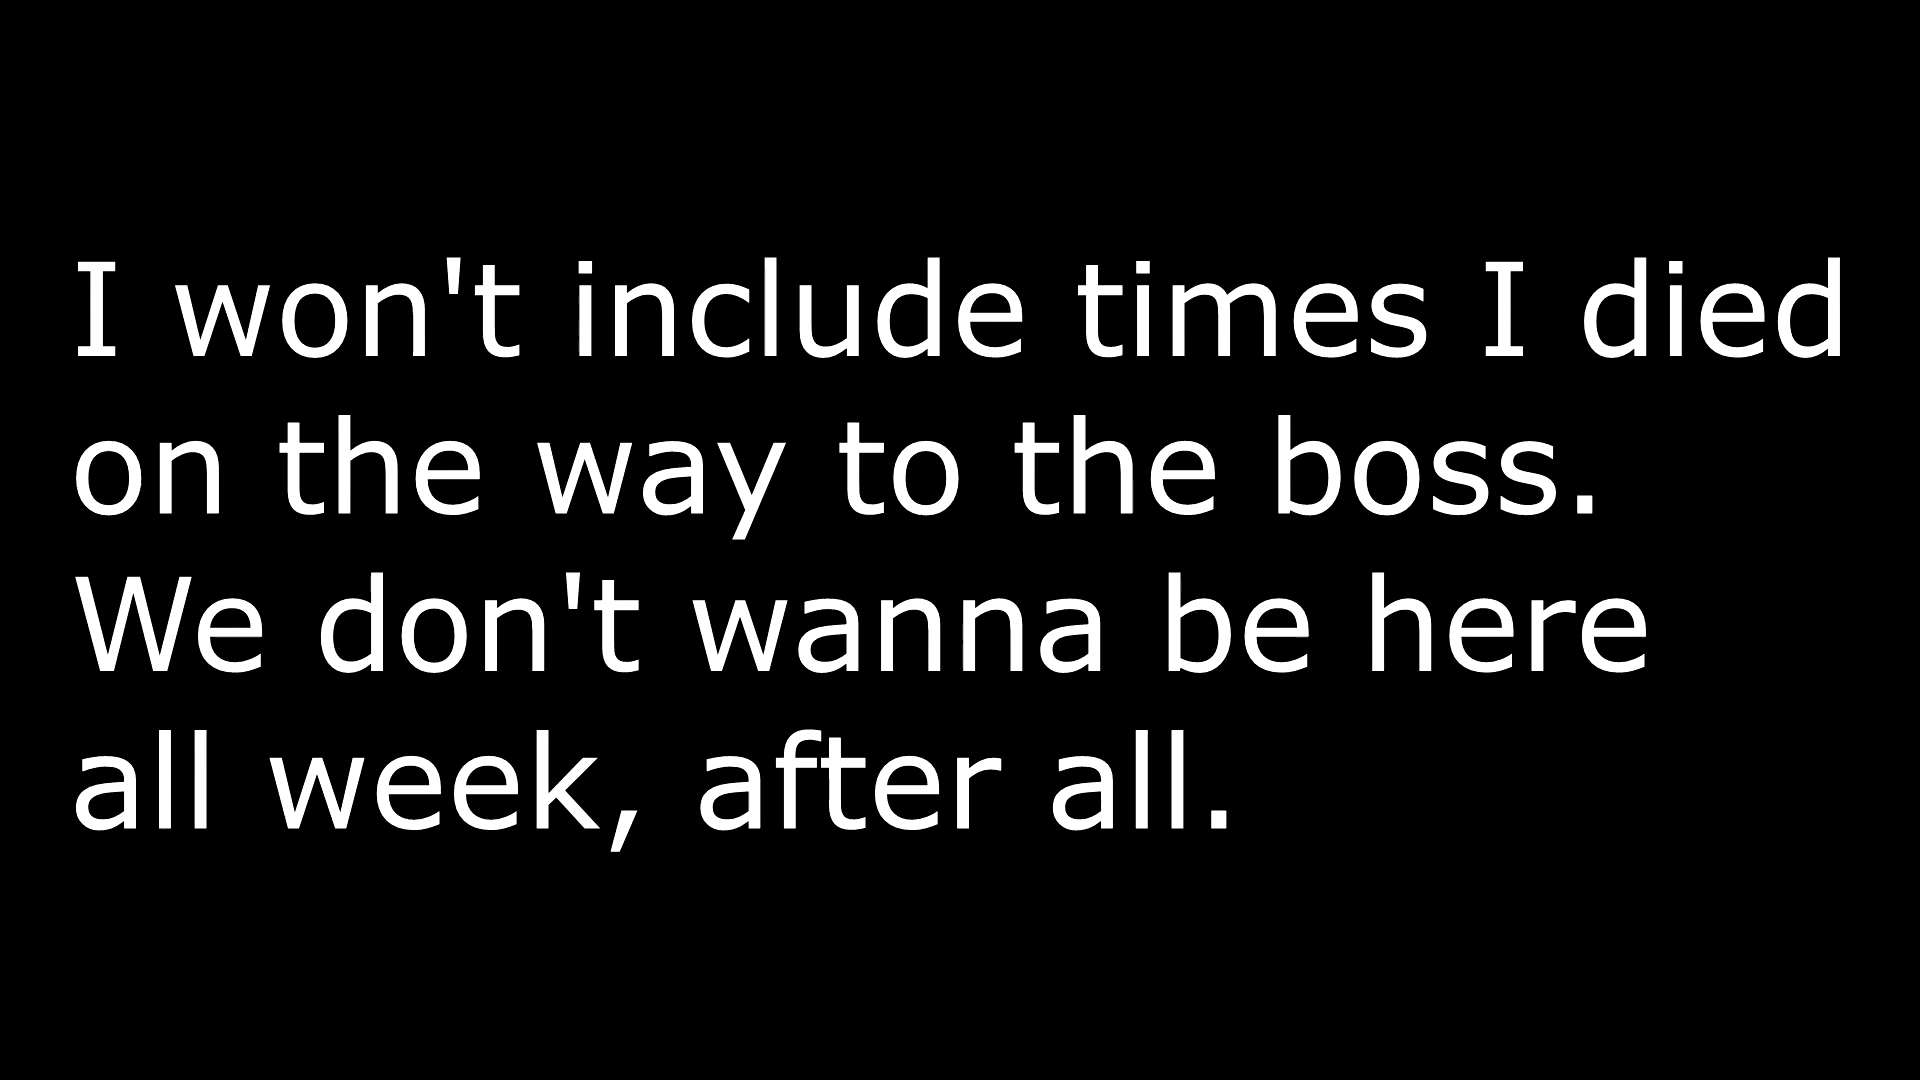 I won't include times I died
on the way to the boss.
We don't wanna be here
all week, after all.